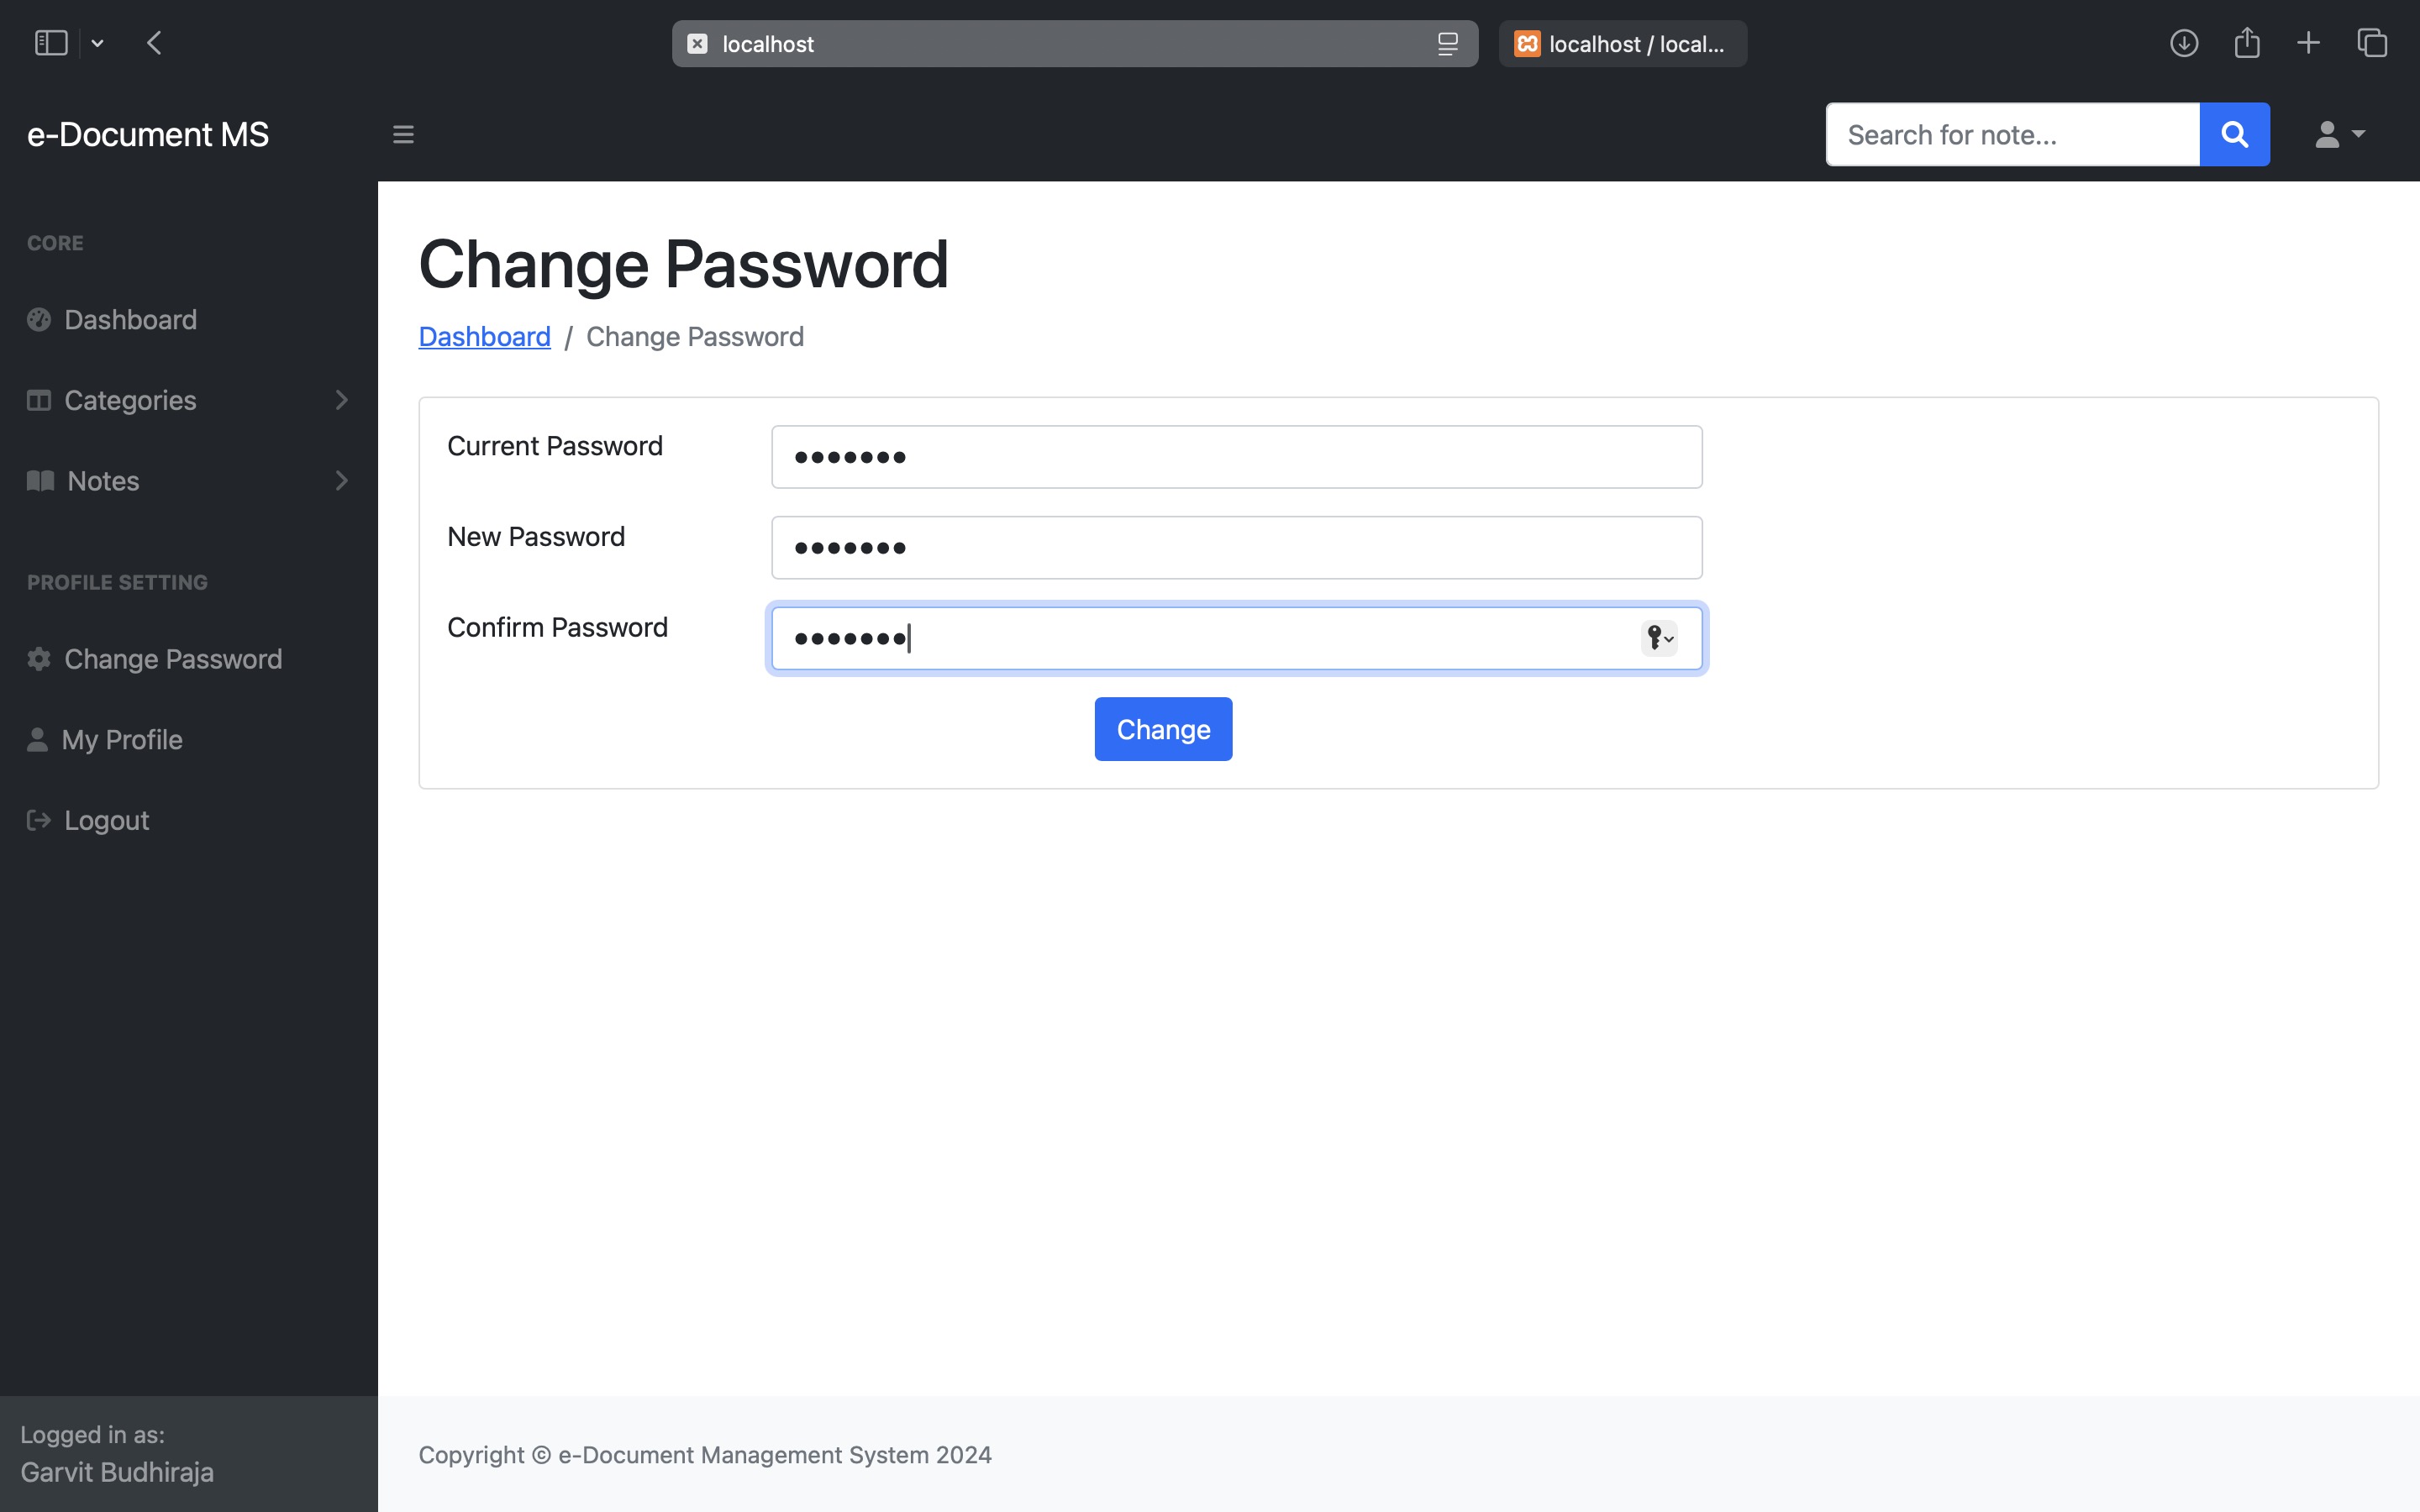 localhost
localhost / local...
e-Document MS
Search for note...
CORE
Dashboard
Categories
Notes
PROFILE SETTING
Change Password
My Profile
Logout
Logged in as:
Garvit Budhiraja
Change Password
Dashboard / Change Password
Current Password •••••••
New Password •••••••
Confirm Password •••••••
Change
Copyright © e-Document Management System 2024